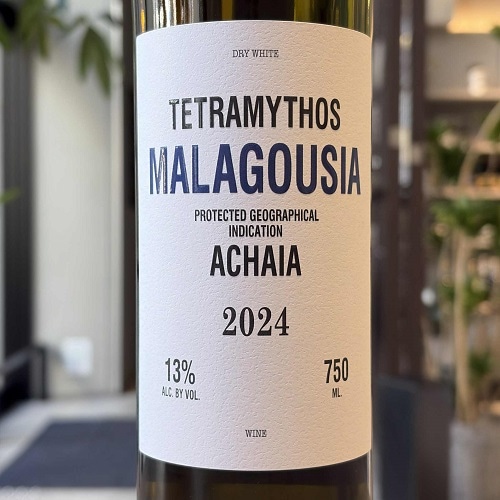 DRY WHITE
TETRAMYTHOS
MALAGOUSIA
PROTECTED GEOGRAPHICAL
INDICATION
ACHAIA
2024
13% 750
ALC. BY VOL. ML.
WINE